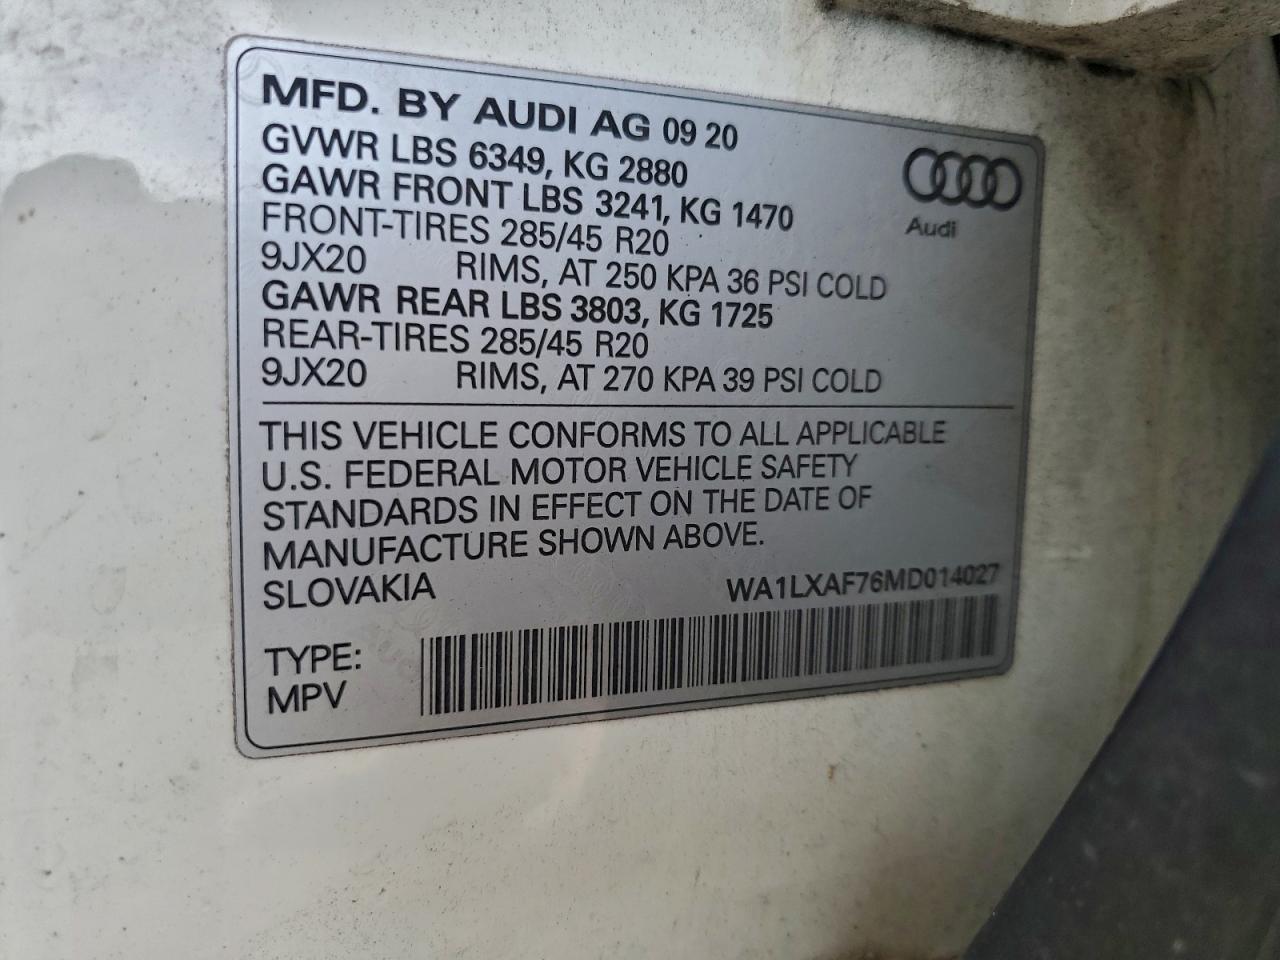 MFD. BY AUDI AG 09 20
GVWR LBS 6349, KG 2880
GAWR FRONT LBS 3241, KG 1470
FRONT-TIRES 285/45 R20
9JX20 RIMS, AT 250 KPA 36 PSI COLD
GAWR REAR LBS 3803, KG 1725
REAR-TIRES 285/45 R20
9JX20 RIMS, AT 270 KPA 39 PSI COLD
Audi
THIS VEHICLE CONFORMS TO ALL APPLICABLE
U.S. FEDERAL MOTOR VEHICLE SAFETY
STANDARDS IN EFFECT ON THE DATE OF
MANUFACTURE SHOWN ABOVE.
SLOVAKIA WA1LXAF76MD014027
TYPE:
MPV